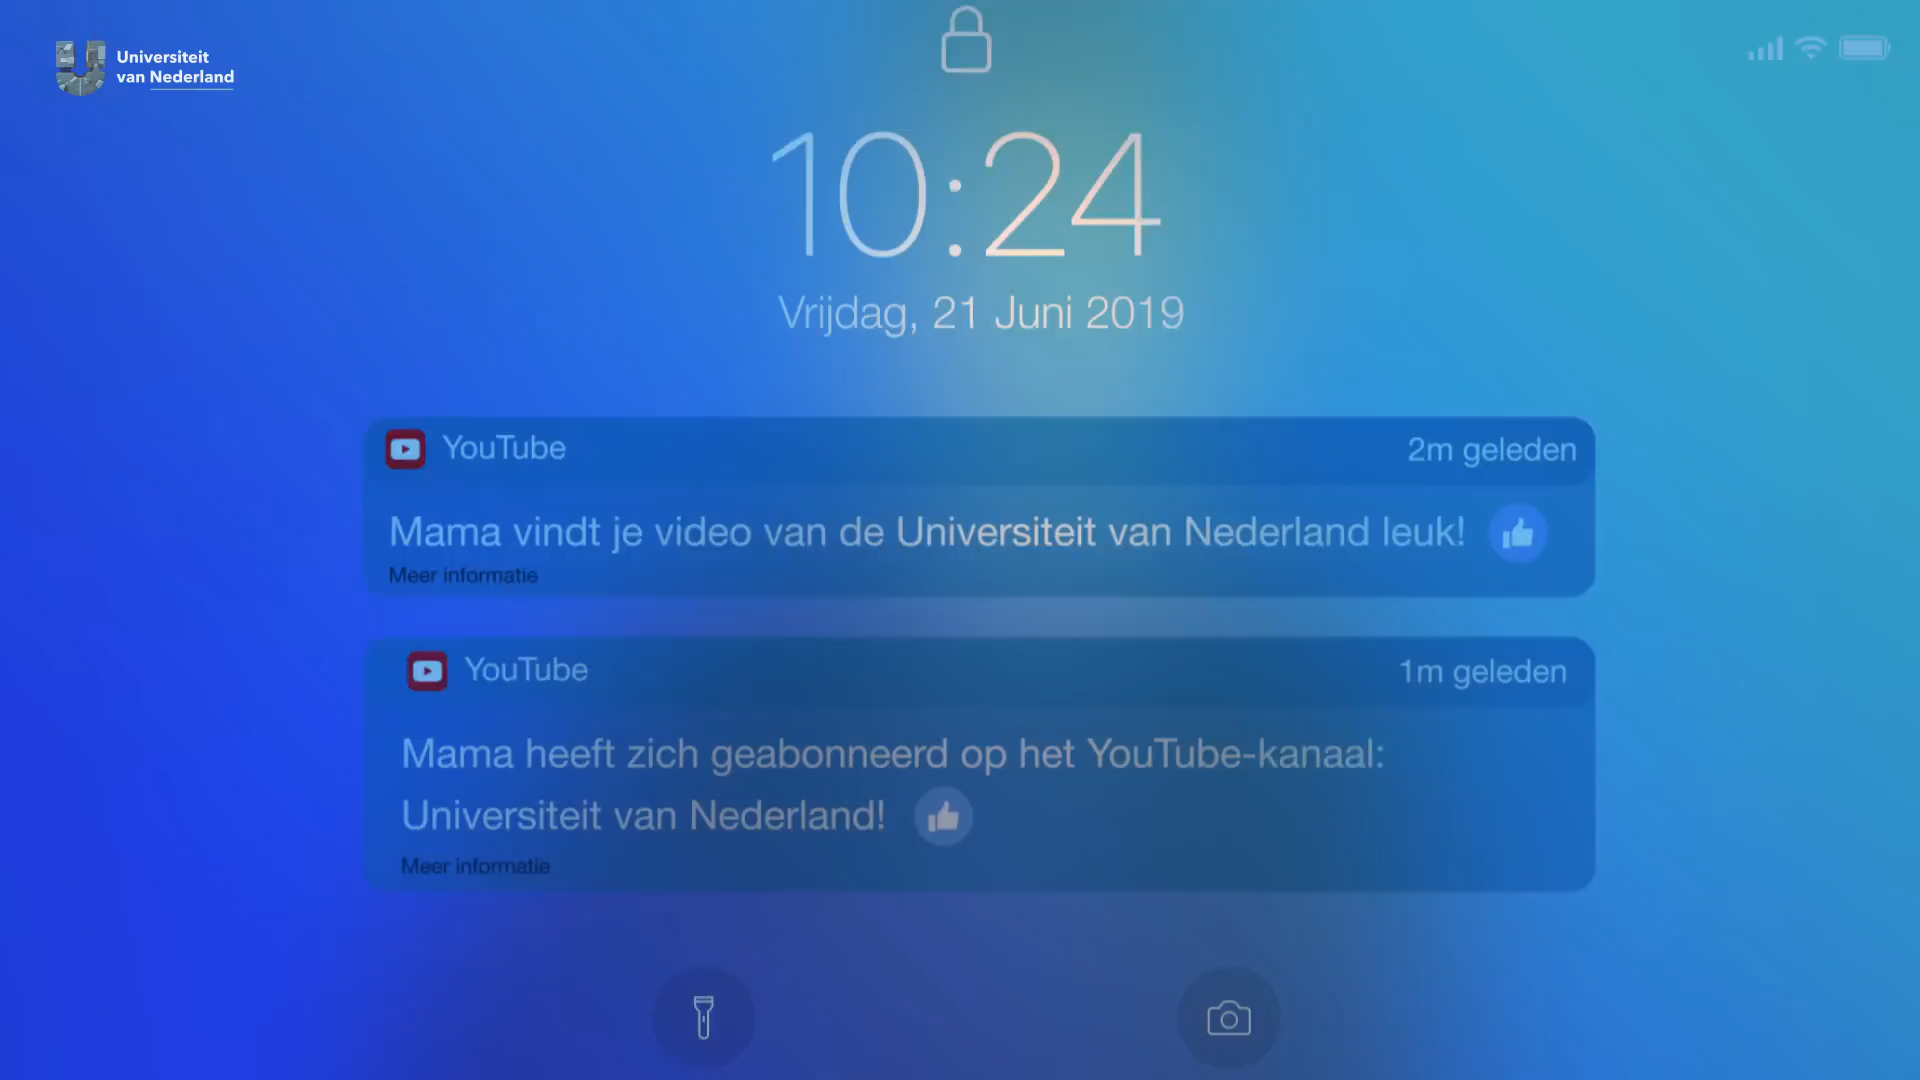 Universiteit
van Nederland
10:24
Vrijdag, 21 Juni 2019
YouTube
2m geleden
Mama vindt je video van de Universiteit van Nederland leuk!
Meer informatie
YouTube
1m geleden
Mama heeft zich geabonneerd op het YouTube-kanaal:
Universiteit van Nederland!
Meer informatie